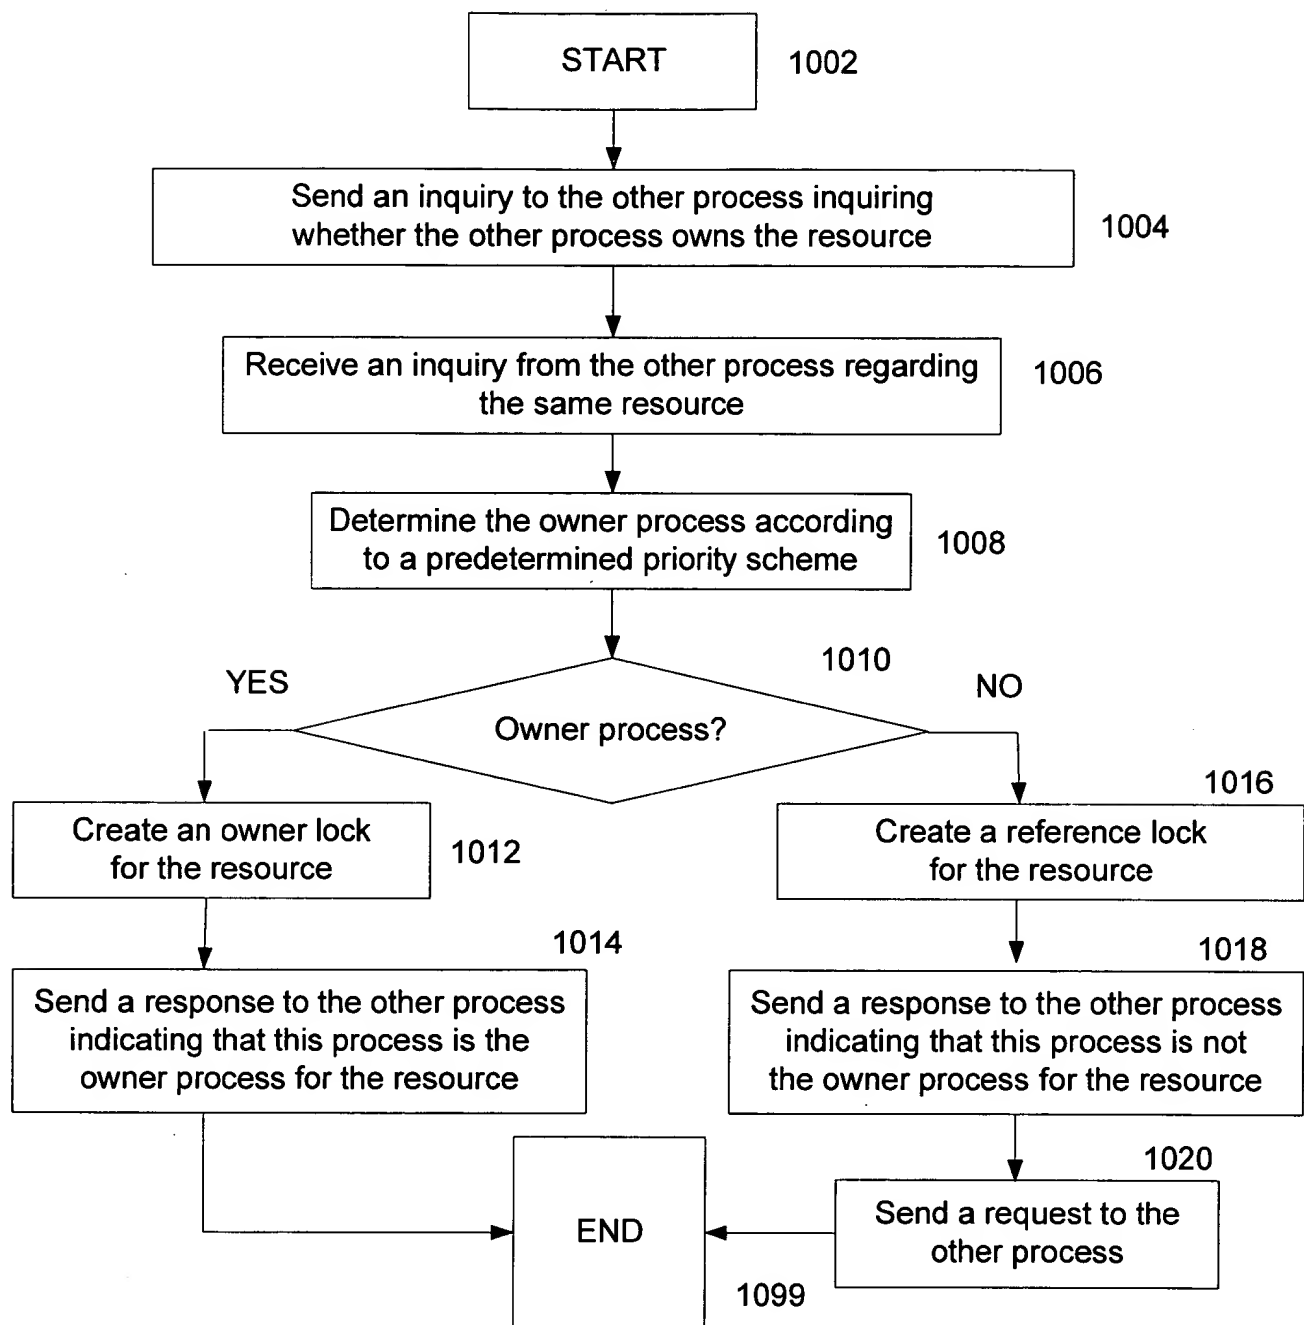 START
1002
Send an inquiry to the other process inquiring
whether the other process owns the resource
1004
Receive an inquiry from the other process regarding
the same resource
1006
Determine the owner process according
to a predetermined priority scheme
1008
1010
YES
NO
Owner process?
Create an owner lock
for the resource
1012
1016
Create a reference lock
for the resource
1014
Send a response to the other process
indicating that this process is the
owner process for the resource
1018
Send a response to the other process
indicating that this process is not
the owner process for the resource
1020
Send a request to the
other process
END
1099